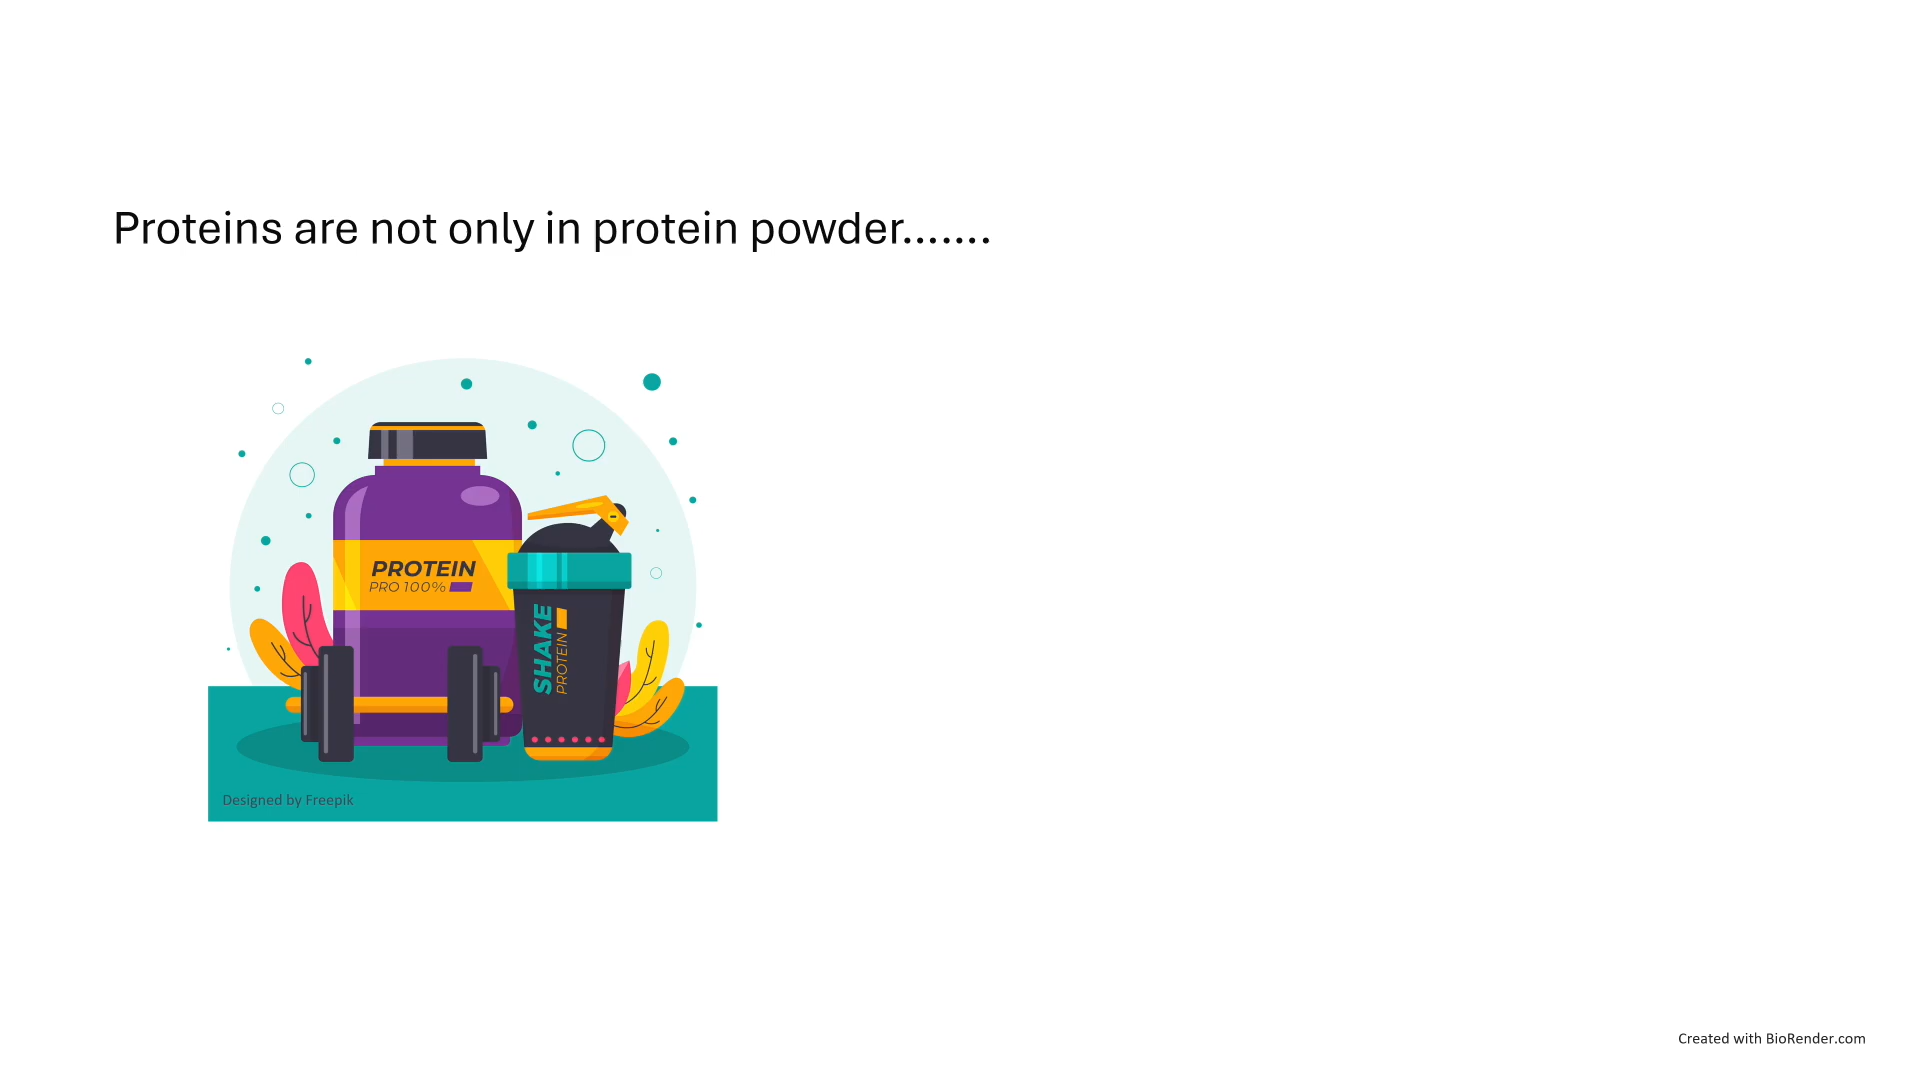 Proteins are not only in protein powder.......
PROTEIN
PRO 100%
SHAKE
PROTEIN
Designed by Freepik
Created with BioRender.com